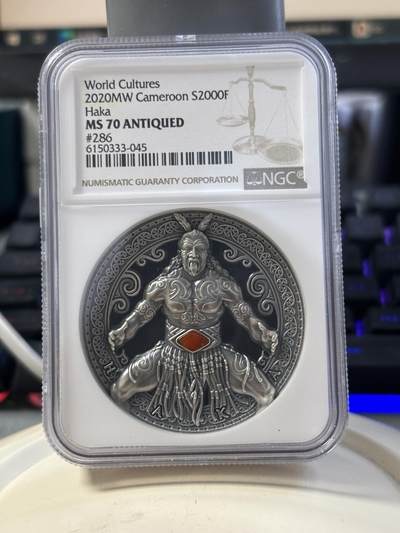 World Cultures
2020MW Cameroon S2000F
Haka
MS 70 ANTIQUED
#286
6150333-045
NUMISMATIC GUARANTY CORPORATION
NGC®
H A K A